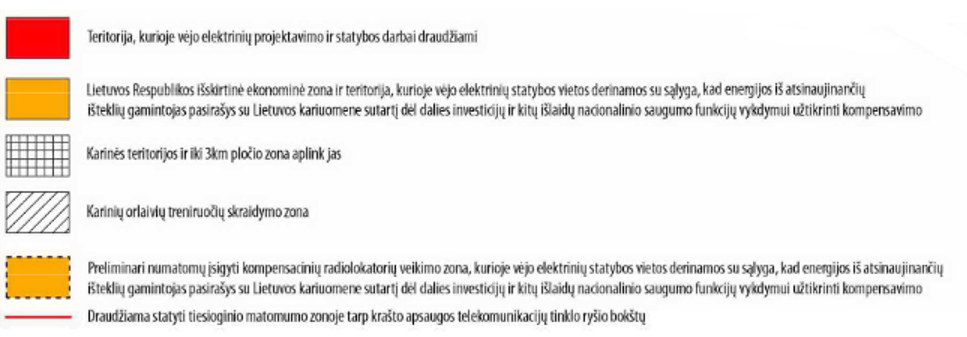 Teritorija, kurioje vėjo elektrinių projektavimo ir statybos darbai draudžiami
Lietuvos Respublikos išskirtinė ekonominė zona ir teritorija, kurioje vėjo elektrinių statybos vietos derinamos su sąlyga, kad energijos iš atsinaujinančių
išteklių gamintojas pasirašys su Lietuvos kariuomene sutartį dėl dalies investicijų ir kitų išlaidų nacionalinio saugumo funkcijų vykdymui užtikrinti kompensavimo
Karinės teritorijos ir iki 3km pločio zona aplink jas
Karinių orlaivių treniruočių skraidymo zona
Preliminari numatomų įsigyti kompensacinių radiolokatorių veikimo zona, kurioje vėjo elektrinių statybos vietos derinamos su sąlyga, kad energijos iš atsinaujinančių
išteklių gamintojas pasirašys su Lietuvos kariuomene sutartį dėl dalies investicijų ir kitų išlaidų nacionalinio saugumo funkcijų vykdymui užtikrinti kompensavimo
Draudžiama statyti tiesioginio matomumo zonoje tarp krašto apsaugos telekomunikacijų tinklo ryšio bokštų